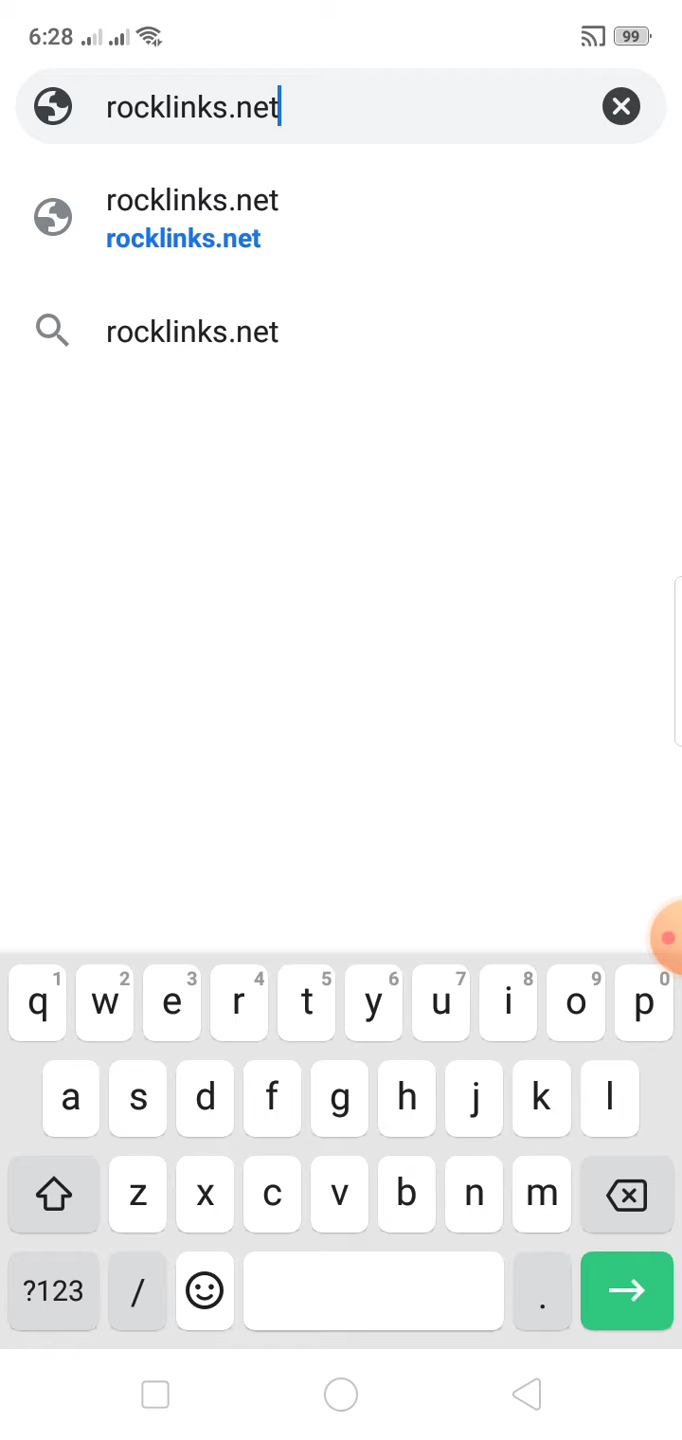 6:28 99
rocklinks.net
rocklinks.net
rocklinks.net
rocklinks.net
1 2 3 4 5 6 7 8 9 0
q w e r t y u i o p
a s d f g h j k l
z x c v b n m
?123 / .